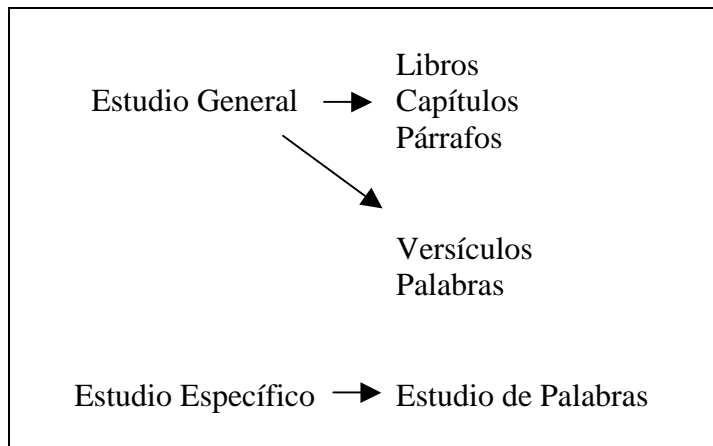 Libros
Estudio General
Capítulos
Párrafos
Versículos
Palabras
Estudio Específico
Estudio de Palabras